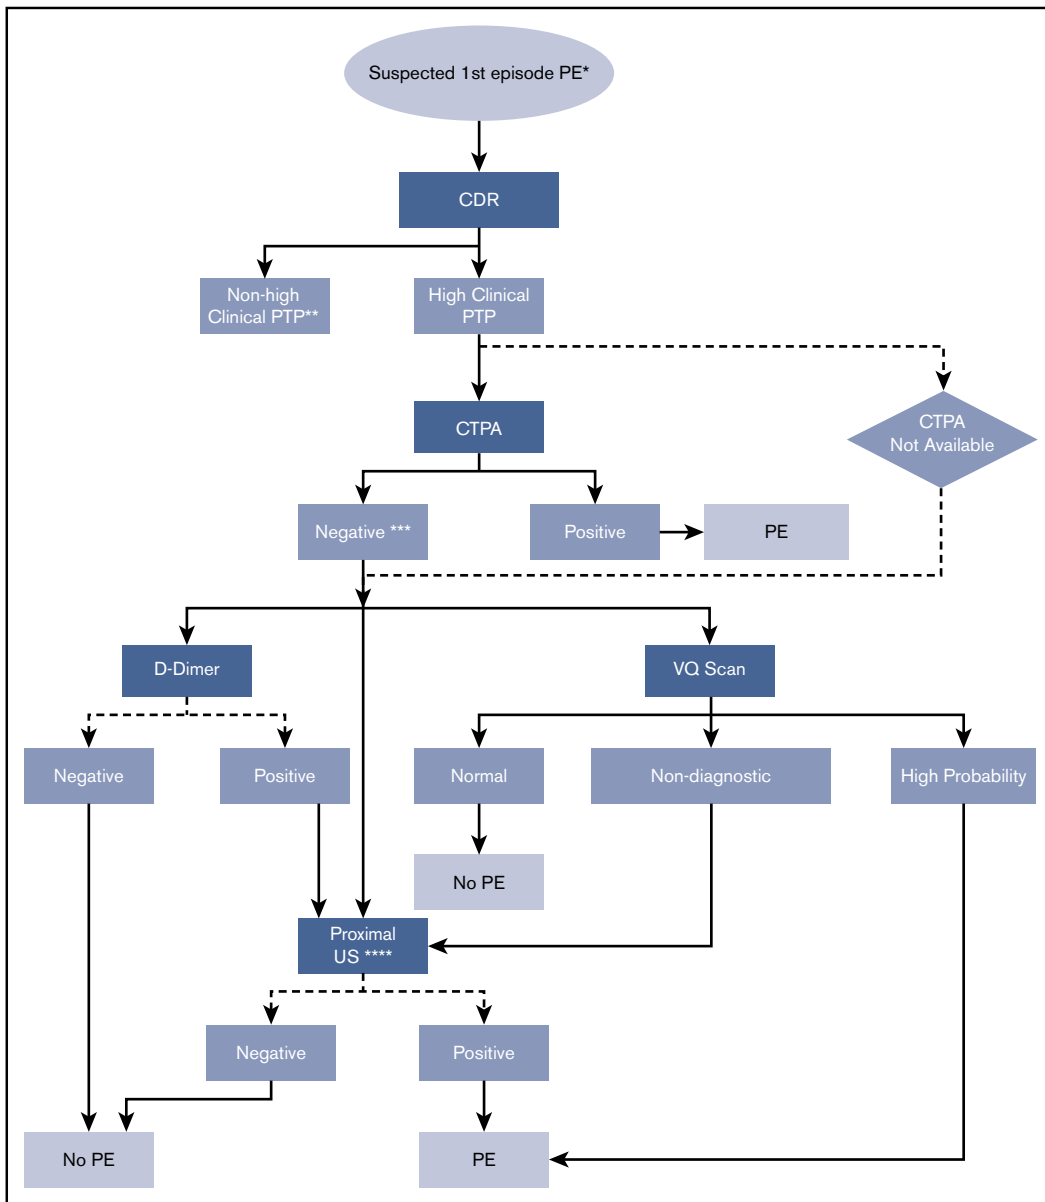 Suspected 1st episode PE*
CDR
Non-high
Clinical PTP**
High Clinical
PTP
CTPA
CTPA
Not Available
Negative ***
Positive
PE
D-Dimer
VQ Scan
Negative
Positive
Normal
Non-diagnostic
High Probability
No PE
Proximal
US ****
Negative
Positive
No PE
PE